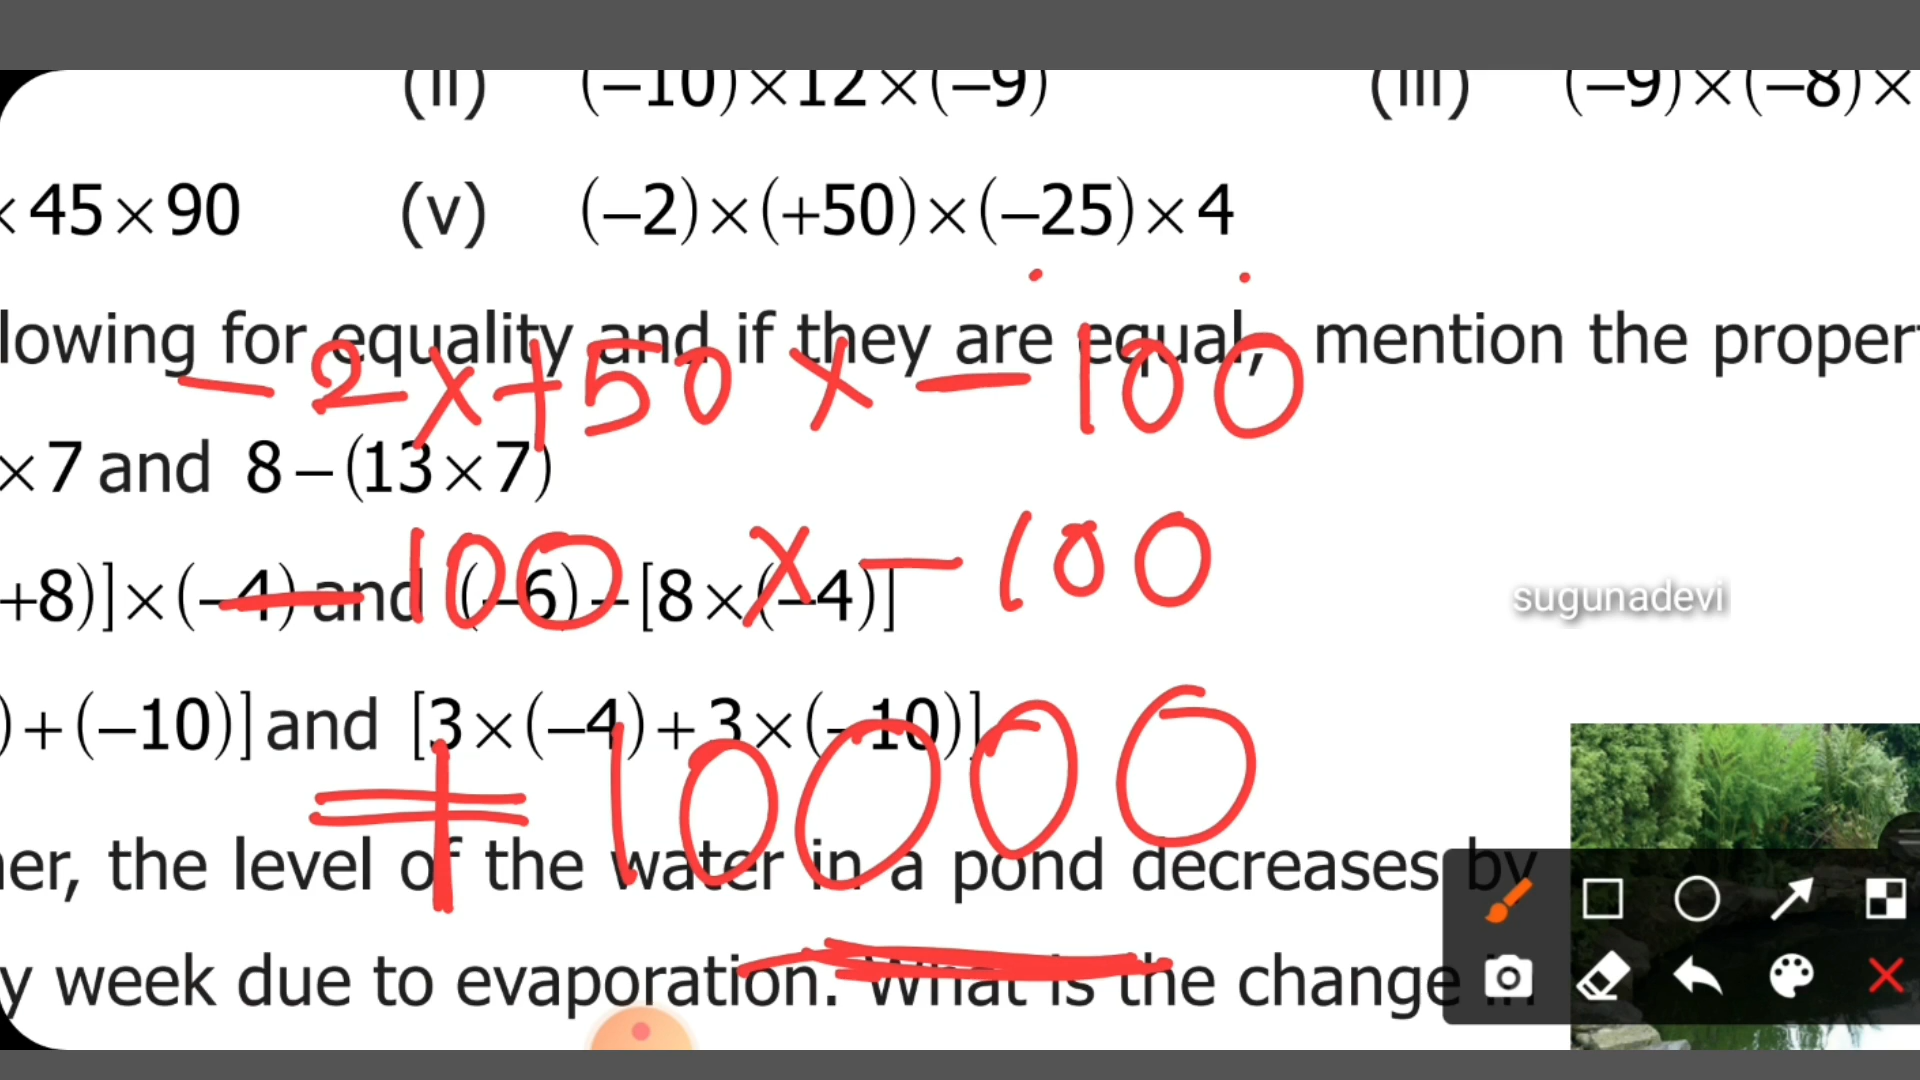 (ii) (−10)×12×(−9) (iii) (−9)×(−8)×
×45×90 (v) (−2)×(+50)×(−25)×4
lowing for equality and if they are equal, mention the proper
− 2 × +50 × − 100
×7 and 8−(13×7)
− 100 × − 100
+8)]×(−4) and (−6)−[8×(−4)]
sugunadevi
)+(−10)] and [3×(−4)+3×(−10)]
= + 10000
er, the level of the water in a pond decreases by
y week due to evaporation. What is the change in